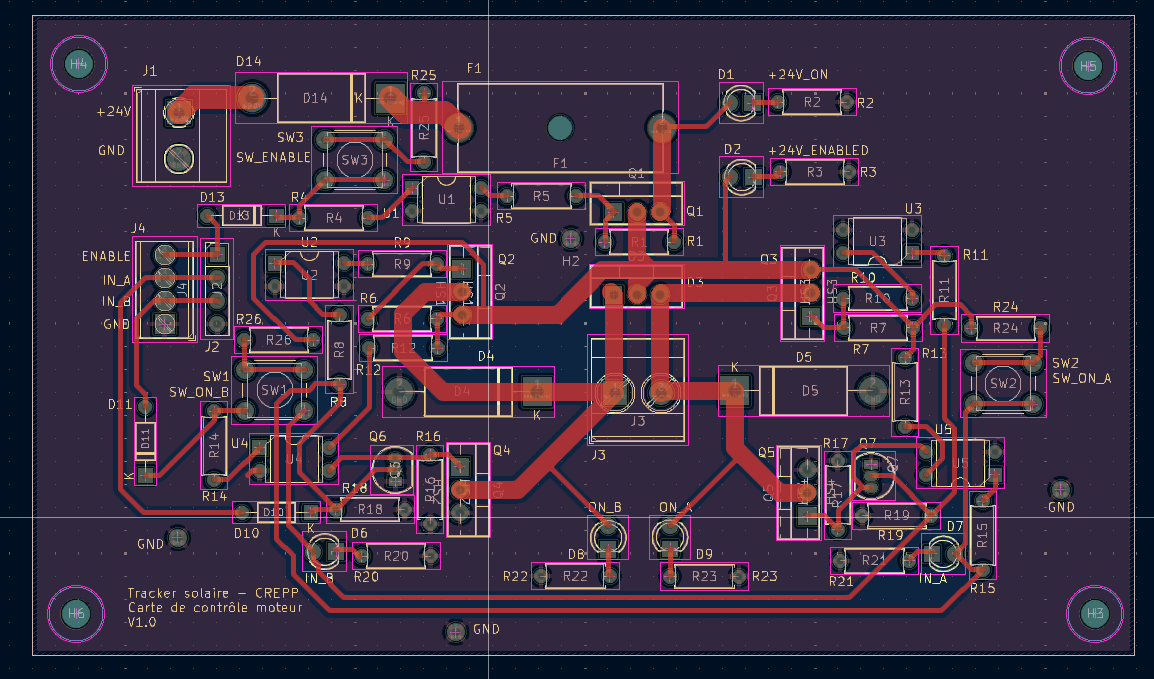 H4
J1
+24V
GND
D14
D14
K
K
R25
R25
F1
F1
D1
+24V_ON
R2
R2
H5
SW3
SW_ENABLE
SW3
D2
+24V_ENABLED
R3
R3
D13
D13
K
R4
R4
U1
U1
R5
R5
Q1
Q1
GND
H2
R1
R1
U3
U3
J4
ENABLE
IN_A
IN_B
GND
J4
J2
U2
U2
R9
R9
Q2
Q2
HS1
D3
Q3
Q3
HS3
R10
R10
R11
R11
R6
R6
R7
R7
R24
R24
R26
R26
R8
R8
R12
R12
D4
D4
K
J3
J3
K
D5
D5
R13
R13
SW2
SW_ON_A
SW2
SW1
SW_ON_B
SW1
D11
D11
K
R14
R14
U4
U4
Q6
R16
R16
Q4
Q4
Q5
Q5
R17
Q7
U5
U5
R18
R18
D10
D10
K
R19
R19
R15
R15
GND
GND
D6
IN_B
R20
R20
ON_B
D8
R22
R22
ON_A
D9
R23
R23
R21
R21
D7
IN_A
H6
Tracker solaire – CREPP
Carte de contrôle moteur
V1.0
GND
H3